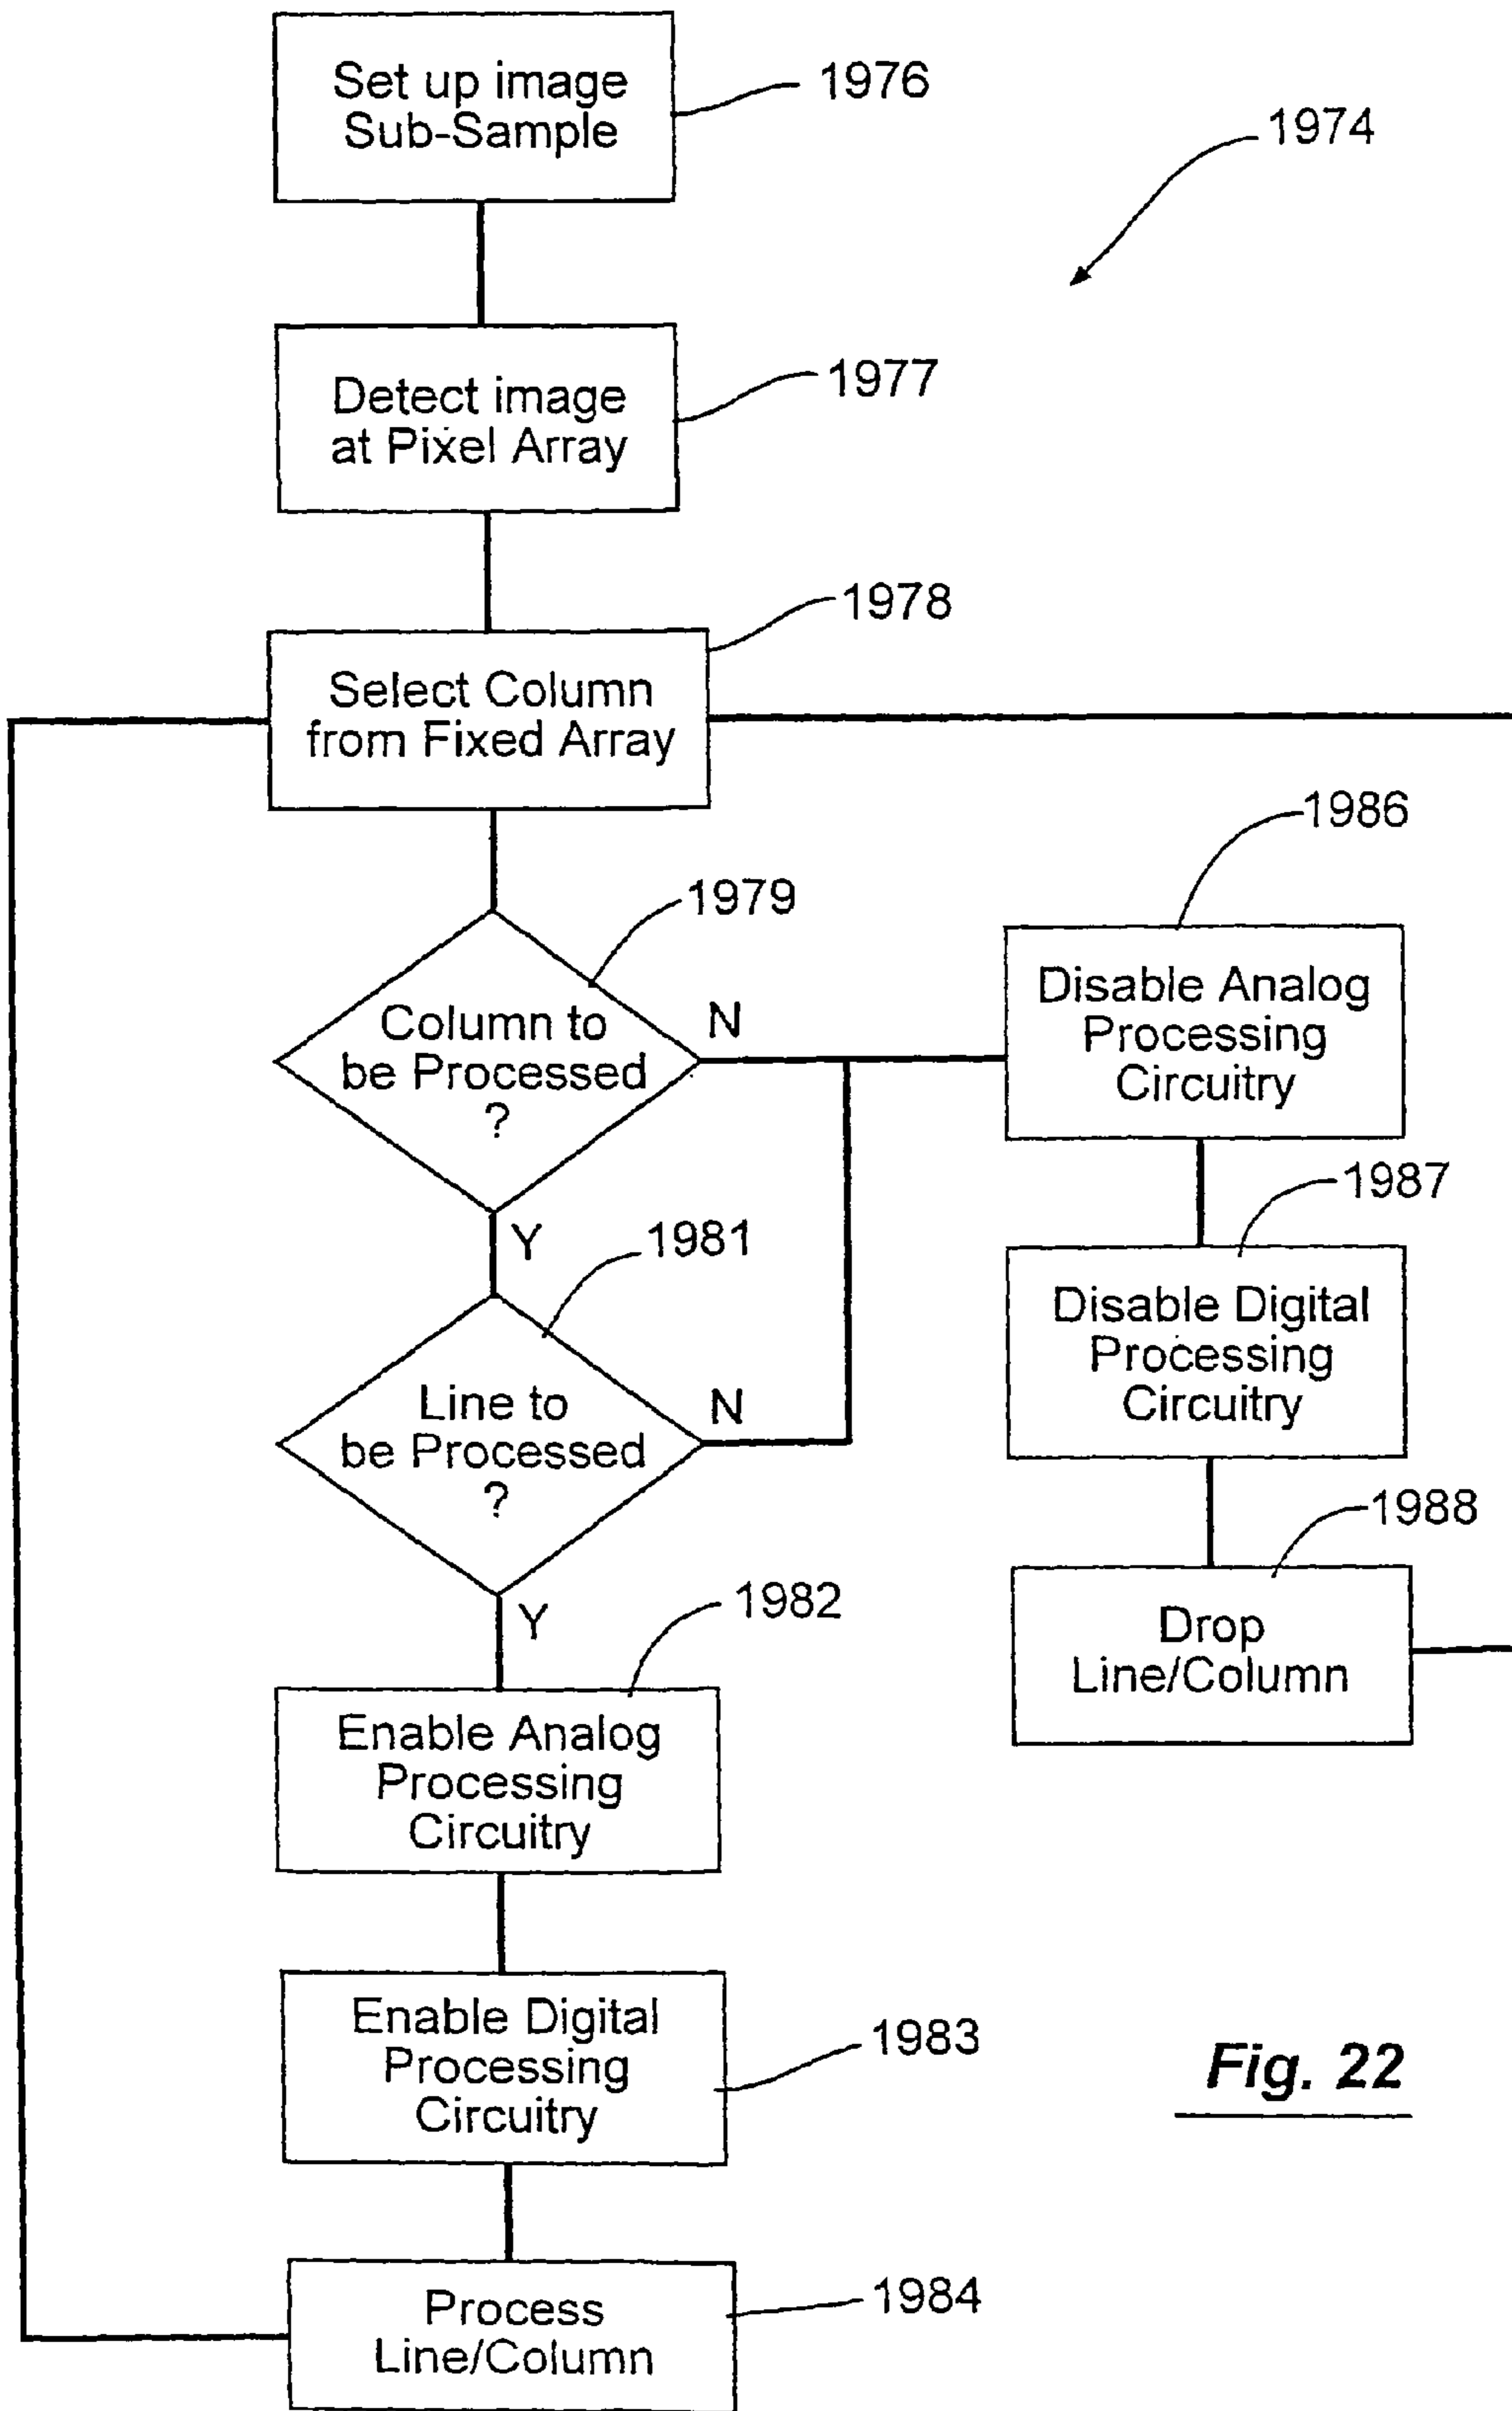 Set up image
Sub-Sample
1976
1974
Detect image
at Pixel Array
1977
Select Column
from Fixed Array
1978
Column to
be Processed
?
1979
N
Y
Line to
be Processed
?
1981
N
Y
Enable Analog
Processing
Circuitry
1982
Enable Digital
Processing
Circuitry
1983
Process
Line/Column
1984
Disable Analog
Processing
Circuitry
1986
Disable Digital
Processing
Circuitry
1987
Drop
Line/Column
1988
Fig. 22